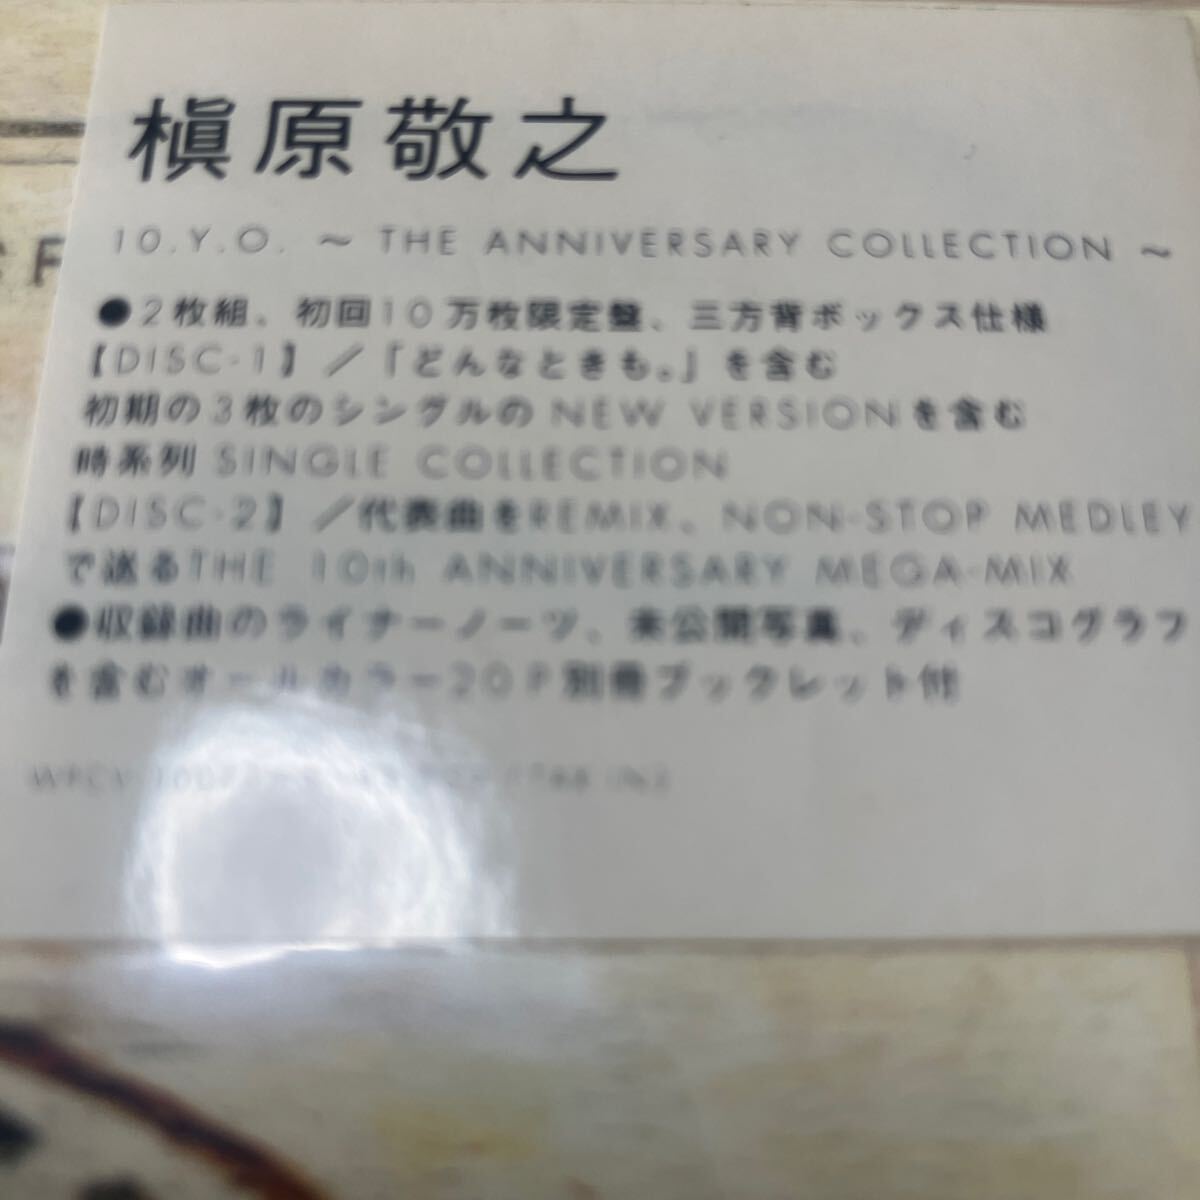 槇原敬之
10.Y.O. ～ THE ANNIVERSARY COLLECTION ～
●2枚組、初回10万枚限定盤、三方背ボックス仕様
【DISC-1】／「どんなときも。」を含む
初期の3枚のシングルのNEW VERSIONを含む
時系列 SINGLE COLLECTION
【DISC-2】／代表曲をREMIX、NON-STOP MEDLEY
で送るTHE 10th ANNIVERSARY MEGA-MIX
●収録曲のライナーノーツ、未公開写真、ディスコグラフ
を含むオールカラー20P別冊ブックレット付